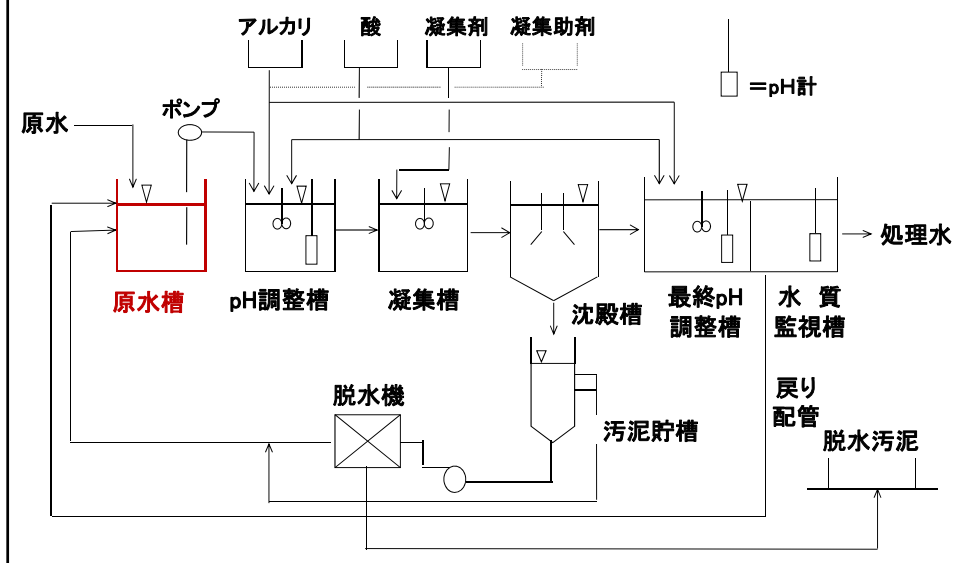 アルカリ
酸
凝集剤
凝集助剤
=pH計
ポンプ
原水
処理水
原水槽
pH調整槽
凝集槽
沈殿槽
最終pH
調整槽
水 質
監視槽
脱水機
汚泥貯槽
戻り
配管
脱水汚泥